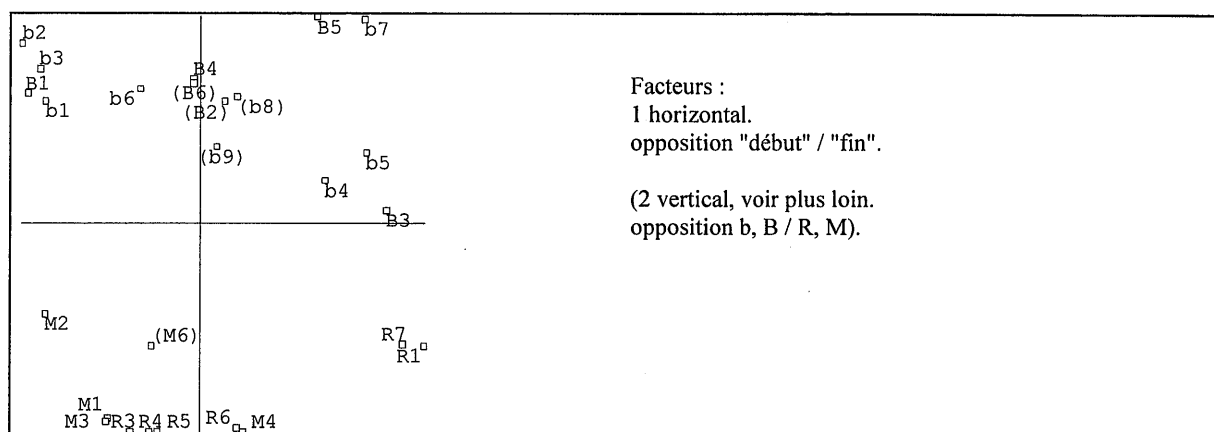 b2
B5 b7
b3
B4
B1
b6 (B6)
b1 (B2) (b8)
(b9) b5
b4
B3
M2
(M6) R7
R1
M1
M3 R3 R4 R5 R6 M4
Facteurs :
1 horizontal.
opposition "début" / "fin".
(2 vertical, voir plus loin.
opposition b, B / R, M).